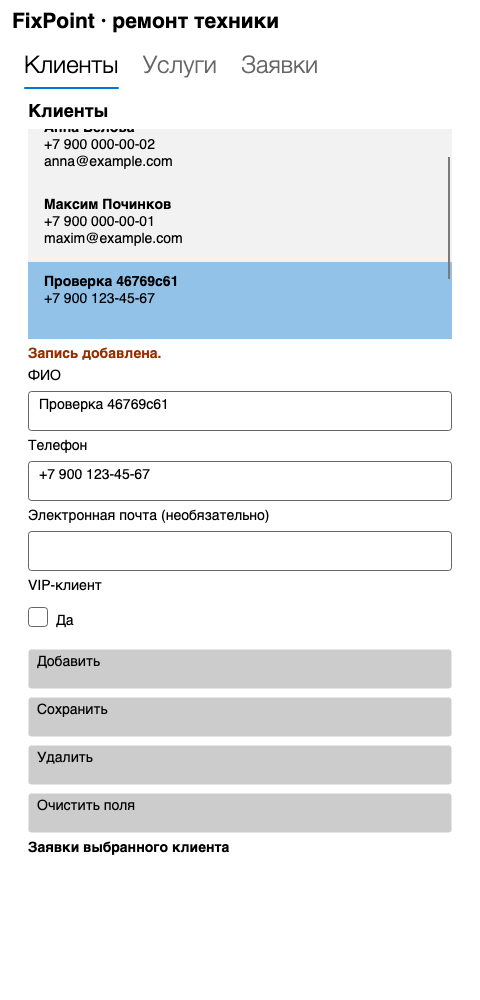 FixPoint · ремонт техники
Клиенты Услуги Заявки
Клиенты
Анна Белова
+7 900 000-00-02
anna@example.com
Максим Починков
+7 900 000-00-01
maxim@example.com
Проверка 46769c61
+7 900 123-45-67
Запись добавлена.
ФИО
Проверка 46769c61
Телефон
+7 900 123-45-67
Электронная почта (необязательно)
VIP-клиент
Да
Добавить
Сохранить
Удалить
Очистить поля
Заявки выбранного клиента